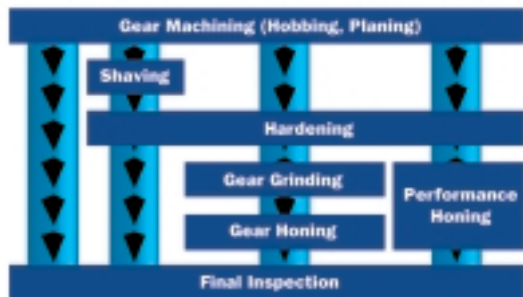 Gear Machining (Hobbing, Planing)
Shaving
Hardening
Gear Grinding
Performance
Honing
Gear Honing
Final Inspection